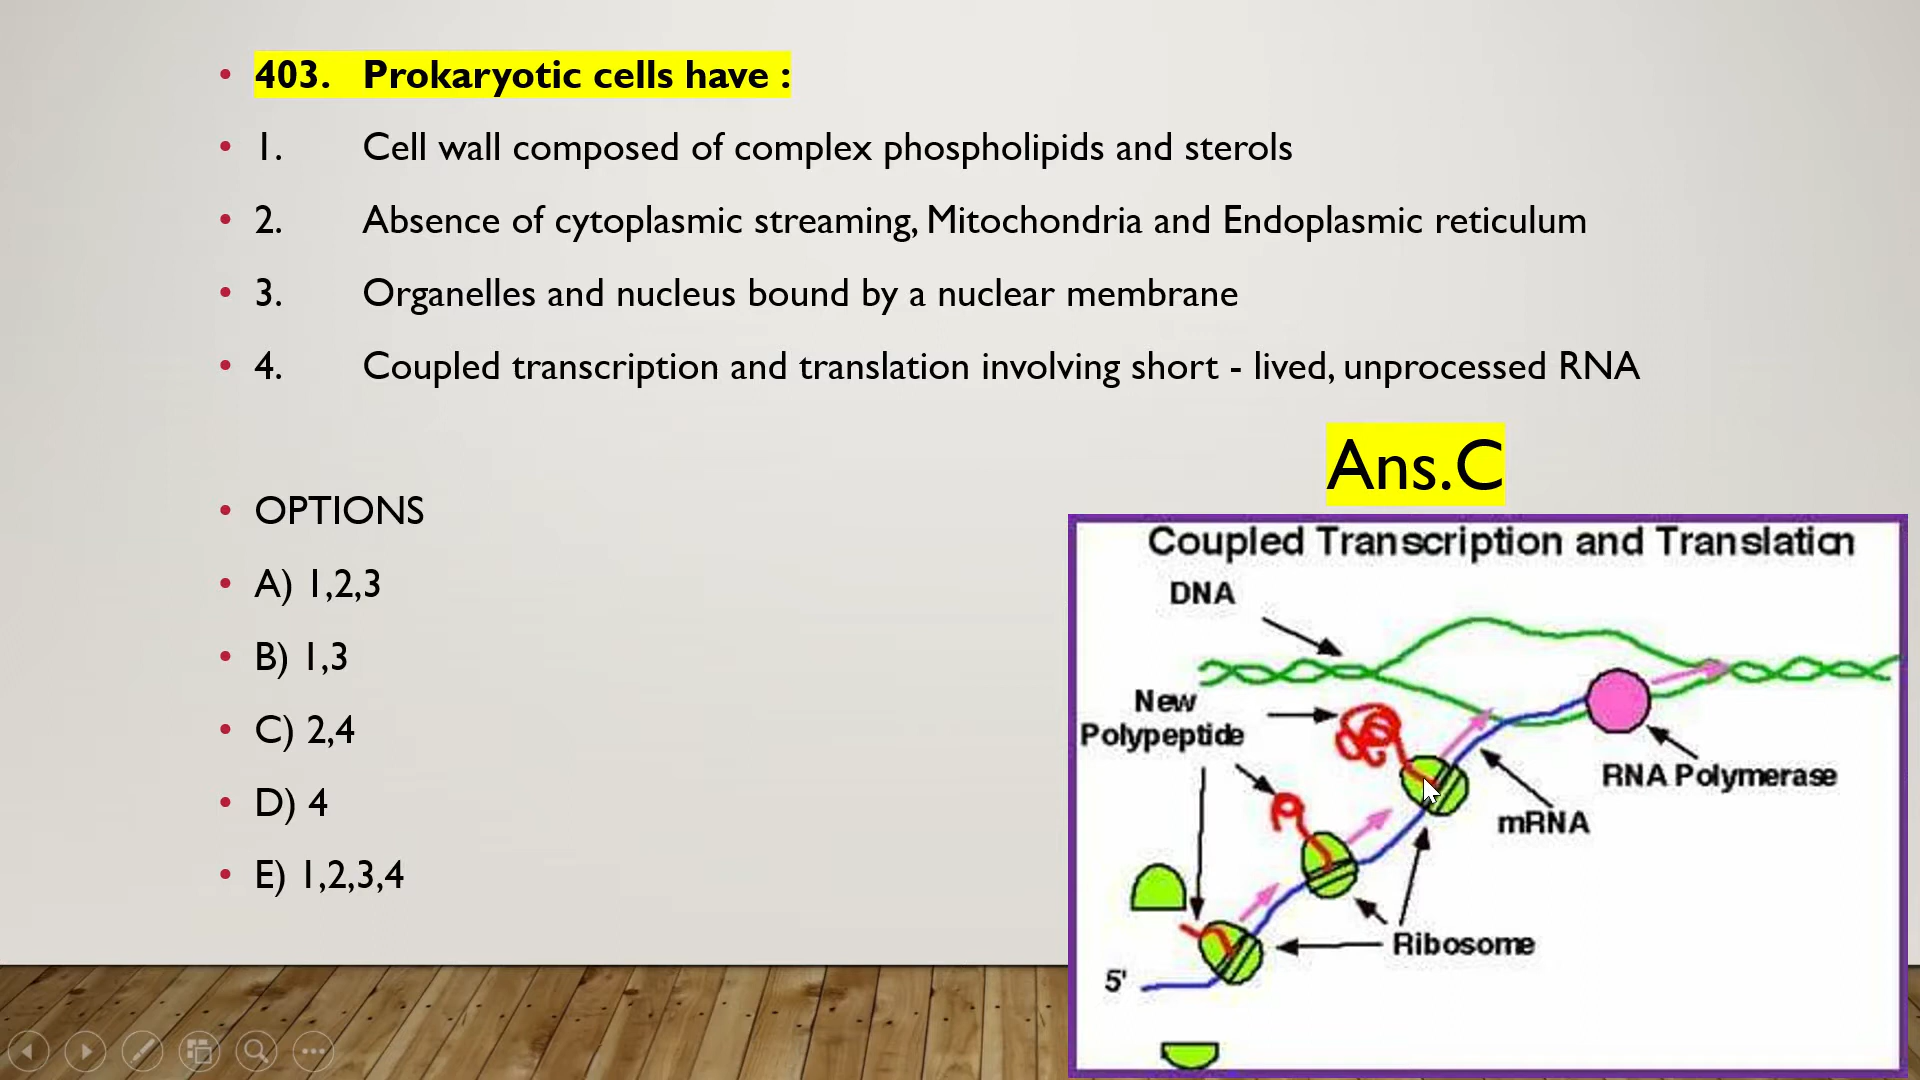 403. Prokaryotic cells have :
1. Cell wall composed of complex phospholipids and sterols
2. Absence of cytoplasmic streaming, Mitochondria and Endoplasmic reticulum
3. Organelles and nucleus bound by a nuclear membrane
4. Coupled transcription and translation involving short - lived, unprocessed RNA
Ans.C
OPTIONS
A) 1,2,3
B) 1,3
C) 2,4
D) 4
E) 1,2,3,4
Coupled Transcription and Translation
DNA
New
Polypeptide
RNA Polymerase
mRNA
Ribosome
5'